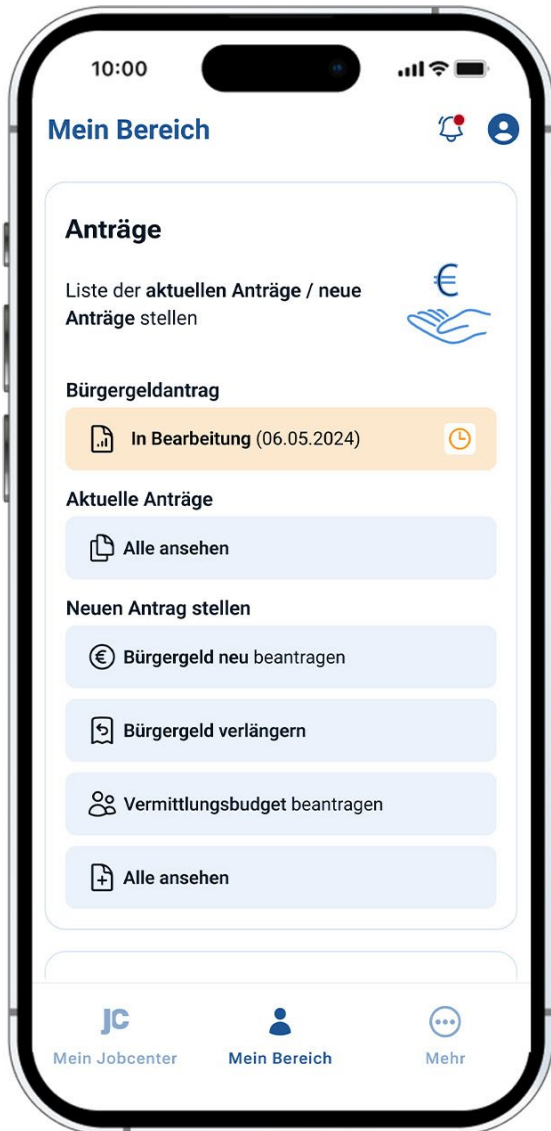 10:00
Mein Bereich
Anträge
Liste der aktuellen Anträge / neue
Anträge stellen
€
Bürgergeldantrag
In Bearbeitung (06.05.2024)
Aktuelle Anträge
Alle ansehen
Neuen Antrag stellen
€ Bürgergeld neu beantragen
Bürgergeld verlängern
Vermittlungsbudget beantragen
Alle ansehen
JC
Mein Jobcenter Mein Bereich Mehr